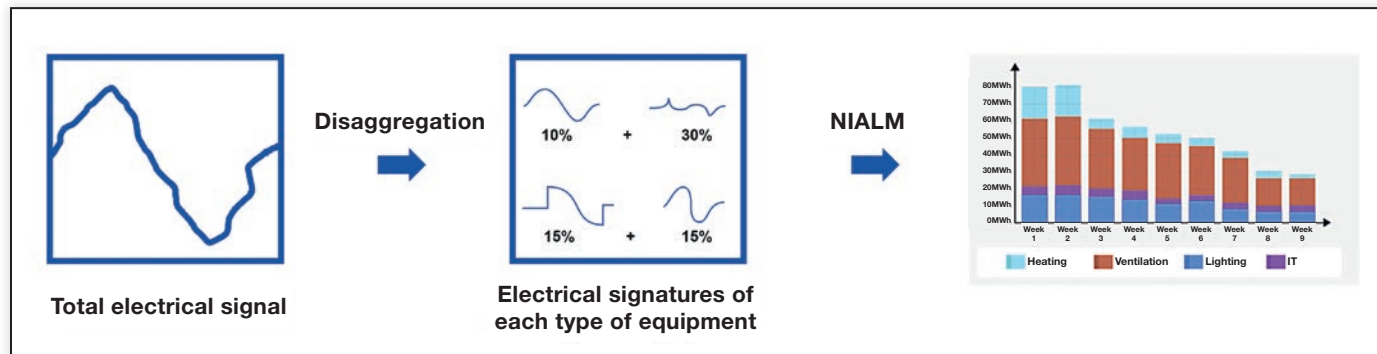 Total electrical signal
Disaggregation
10% + 30%
15% + 15%
Electrical signatures of
each type of equipment
NIALM
80MWh
70MWh
60MWh
50MWh
40MWh
30MWh
20MWh
10MWh
0MWh
Week Week Week Week Week Week Week Week Week
1 2 3 4 5 6 7 8 9
Heating Ventilation Lighting IT